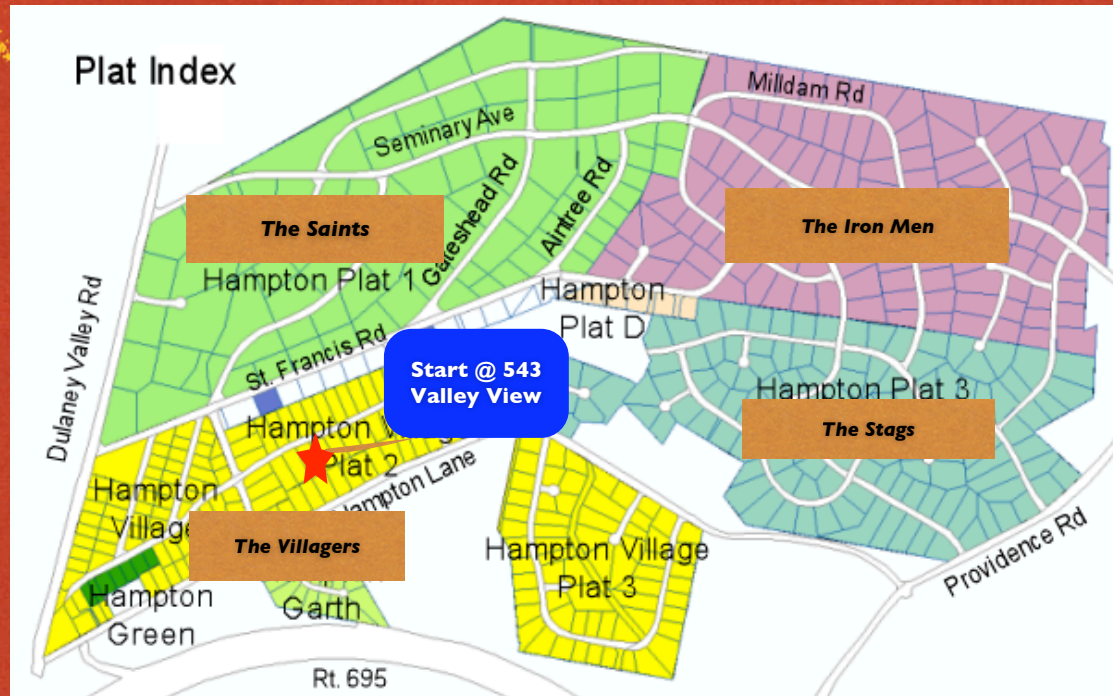 Plat Index
Milldam Rd
Seminary Ave
Gateshead Rd
Aintree Rd
The Saints
The Iron Men
Hampton Plat 1
Hampton
Plat D
Dulaney Valley Rd
St. Francis Rd
Start @ 543
Valley View
Hampton Plat 3
The Stags
Hampton
Plat 2
Hampton Lane
Hampton
Village
The Villagers
Hampton Village
Plat 3
Garth
Hampton
Green
Providence Rd
Rt. 695